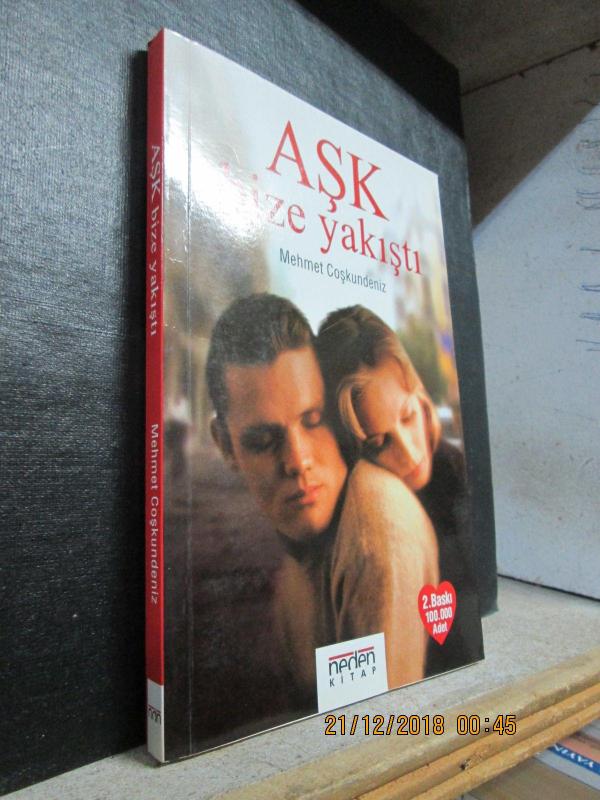 AŞK
bize yakıştı
Mehmet Coşkundeniz
AŞK bize yakıştı
Mehmet Coşkundeniz
2.Baskı
100.000
Adet
neden
KİTAP
21/12/2018 00:45